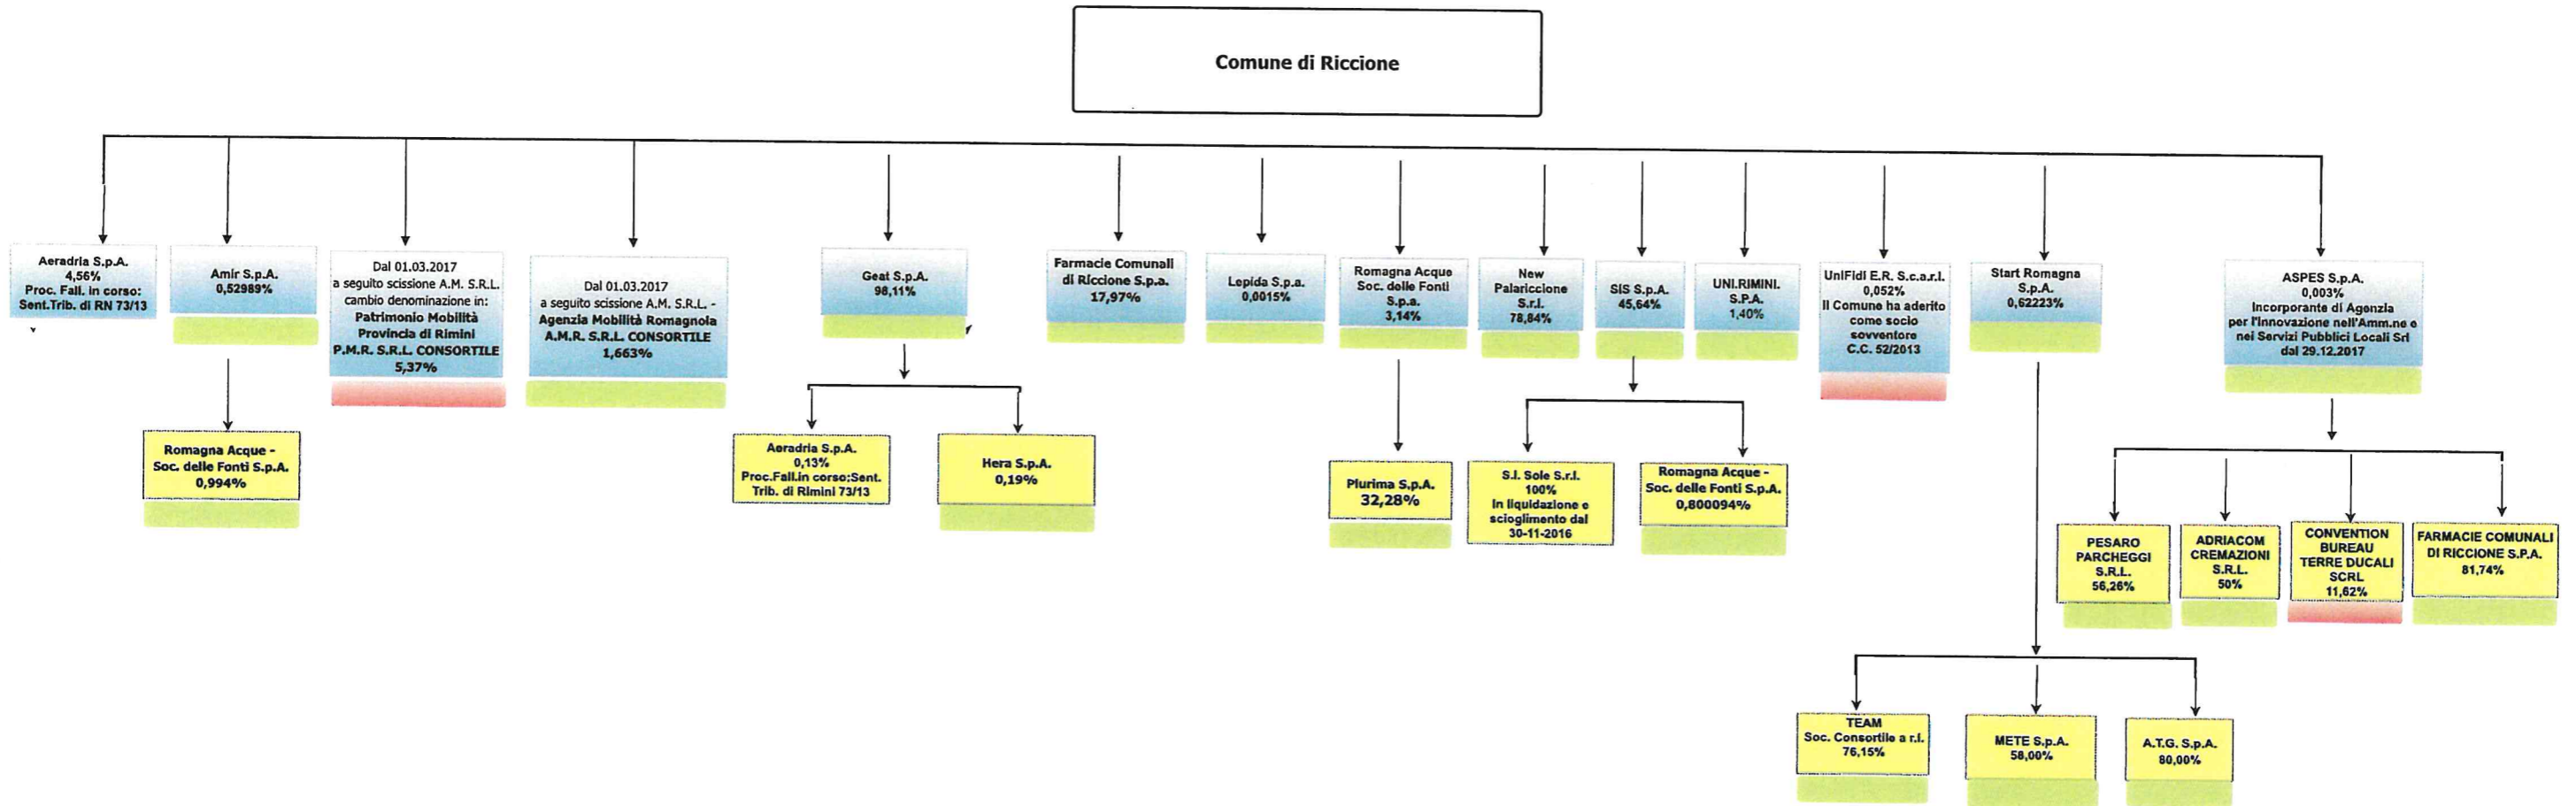 Comune di Riccione
Aeradria S.p.A.
4,56%
Proc. Fall. in corso:
Sent.Trib. di RN 73/13
Amir S.p.A.
0,52989%
Dal 01.03.2017
a seguito scissione A.M. S.R.L.
cambio denominazione in:
Patrimonio Mobilità
Provincia di Rimini
P.M.R. S.R.L. CONSORTILE
5,37%
Dal 01.03.2017
a seguito scissione A.M. S.R.L. -
Agenzia Mobilità Romagnola
A.M.R. S.R.L. CONSORTILE
1,663%
Geat S.p.A.
98,11%
Farmacie Comunali
di Riccione S.p.a.
17,97%
Lepida S.p.a.
0,0015%
Romagna Acque
Soc. delle Fonti
S.p.a.
3,14%
New
Palariccione
S.r.l.
78,84%
SIS S.p.A.
45,64%
UNI.RIMINI.
S.P.A.
1,40%
UniFidi E.R. S.c.a.r.l.
0,052%
Il Comune ha aderito
come socio
sovventore
C.C. 52/2013
Start Romagna
S.p.A.
0,62223%
ASPES S.p.A.
0,003%
Incorporante di Agenzia
per l'Innovazione nell'Amm.ne e
nei Servizi Pubblici Locali Srl
dal 29.12.2017
Romagna Acque -
Soc. delle Fonti S.p.A.
0,994%
Aeradria S.p.A.
0,13%
Proc.Fall.in corso;Sent.
Trib. di Rimini 73/13
Hera S.p.A.
0,19%
Plurima S.p.A.
32,28%
S.I. Sole S.r.l.
100%
In liquidazione e
scioglimento dal
30-11-2016
Romagna Acque -
Soc. delle Fonti S.p.A.
0,800094%
PESARO
PARCHEGGI
S.R.L.
56,26%
ADRIACOM
CREMAZIONI
S.R.L.
50%
CONVENTION
BUREAU
TERRE DUCALI
SCRL
11,62%
FARMACIE COMUNALI
DI RICCIONE S.P.A.
81,74%
TEAM
Soc. Consortile a r.l.
76,15%
METE S.p.A.
58,00%
A.T.G. S.p.A.
80,00%